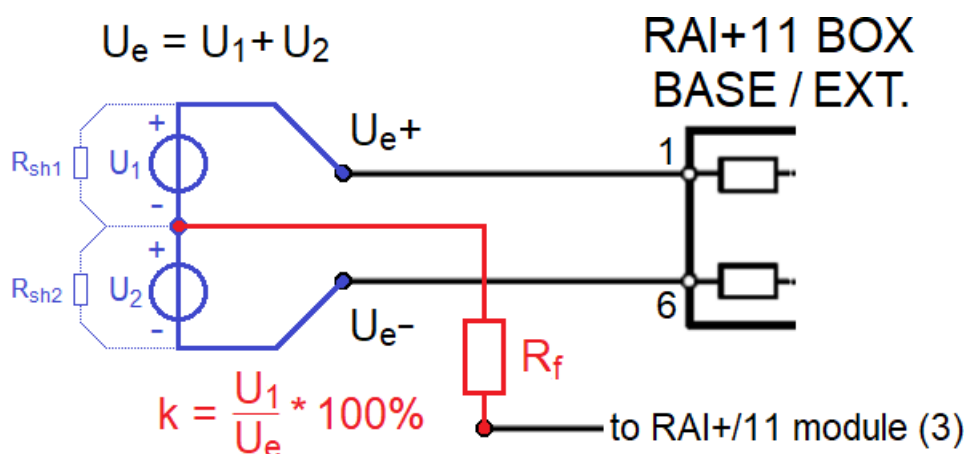 Uₑ = U₁+ U₂
RAI+11 BOX
BASE / EXT.
Uₑ+
1
+
Rsh1
U₁
-
+
Rsh2
U₂
-
6
Uₑ−
Rf
k = U₁/Uₑ * 100%
to RAI+/11 module (3)